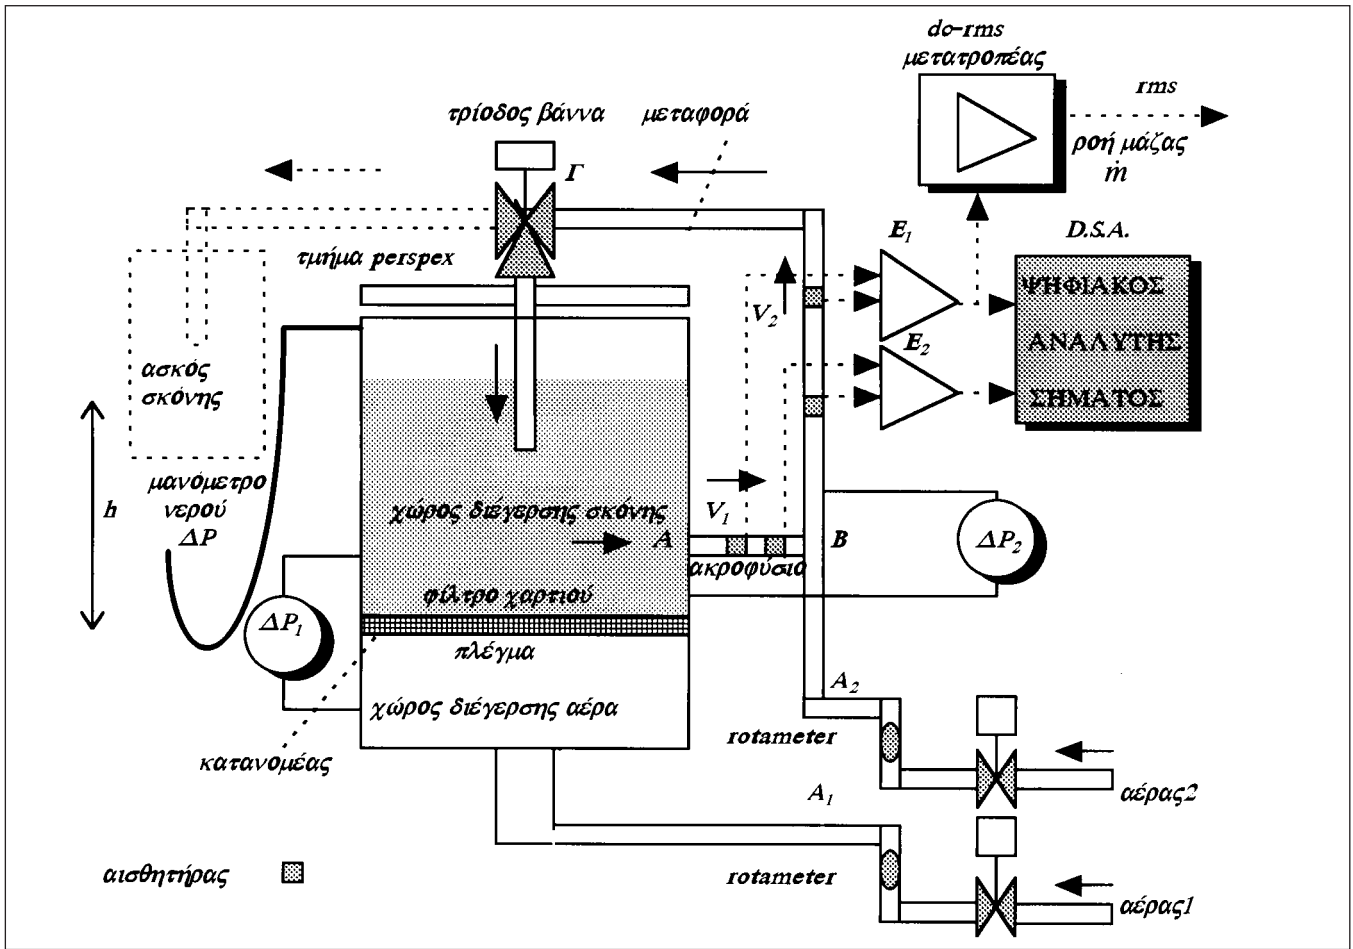 dc-rms
μετατροπέας
rms
ροή μάζας
ṁ
τρίοδος βάννα
μεταφορά
Γ
E₁
D.S.A.
τμήμα perspex
V₂
ΨΗΦΙΑΚΟΣ
ΑΝΑΛΥΤΗΣ
ΣΗΜΑΤΟΣ
E₂
ασκός
σκόνης
h
μανόμετρο
νερού
ΔΡ
χώρος διέγερσης σκόνης
V₁
A
B
ΔP₂
ακροφύσια
φίλτρο χαρτιού
ΔP₁
πλέγμα
A₂
χώρος διέγερσης αέρα
rotameter
κατανομέας
αέρας2
A₁
αισθητήρας
rotameter
αέρας1